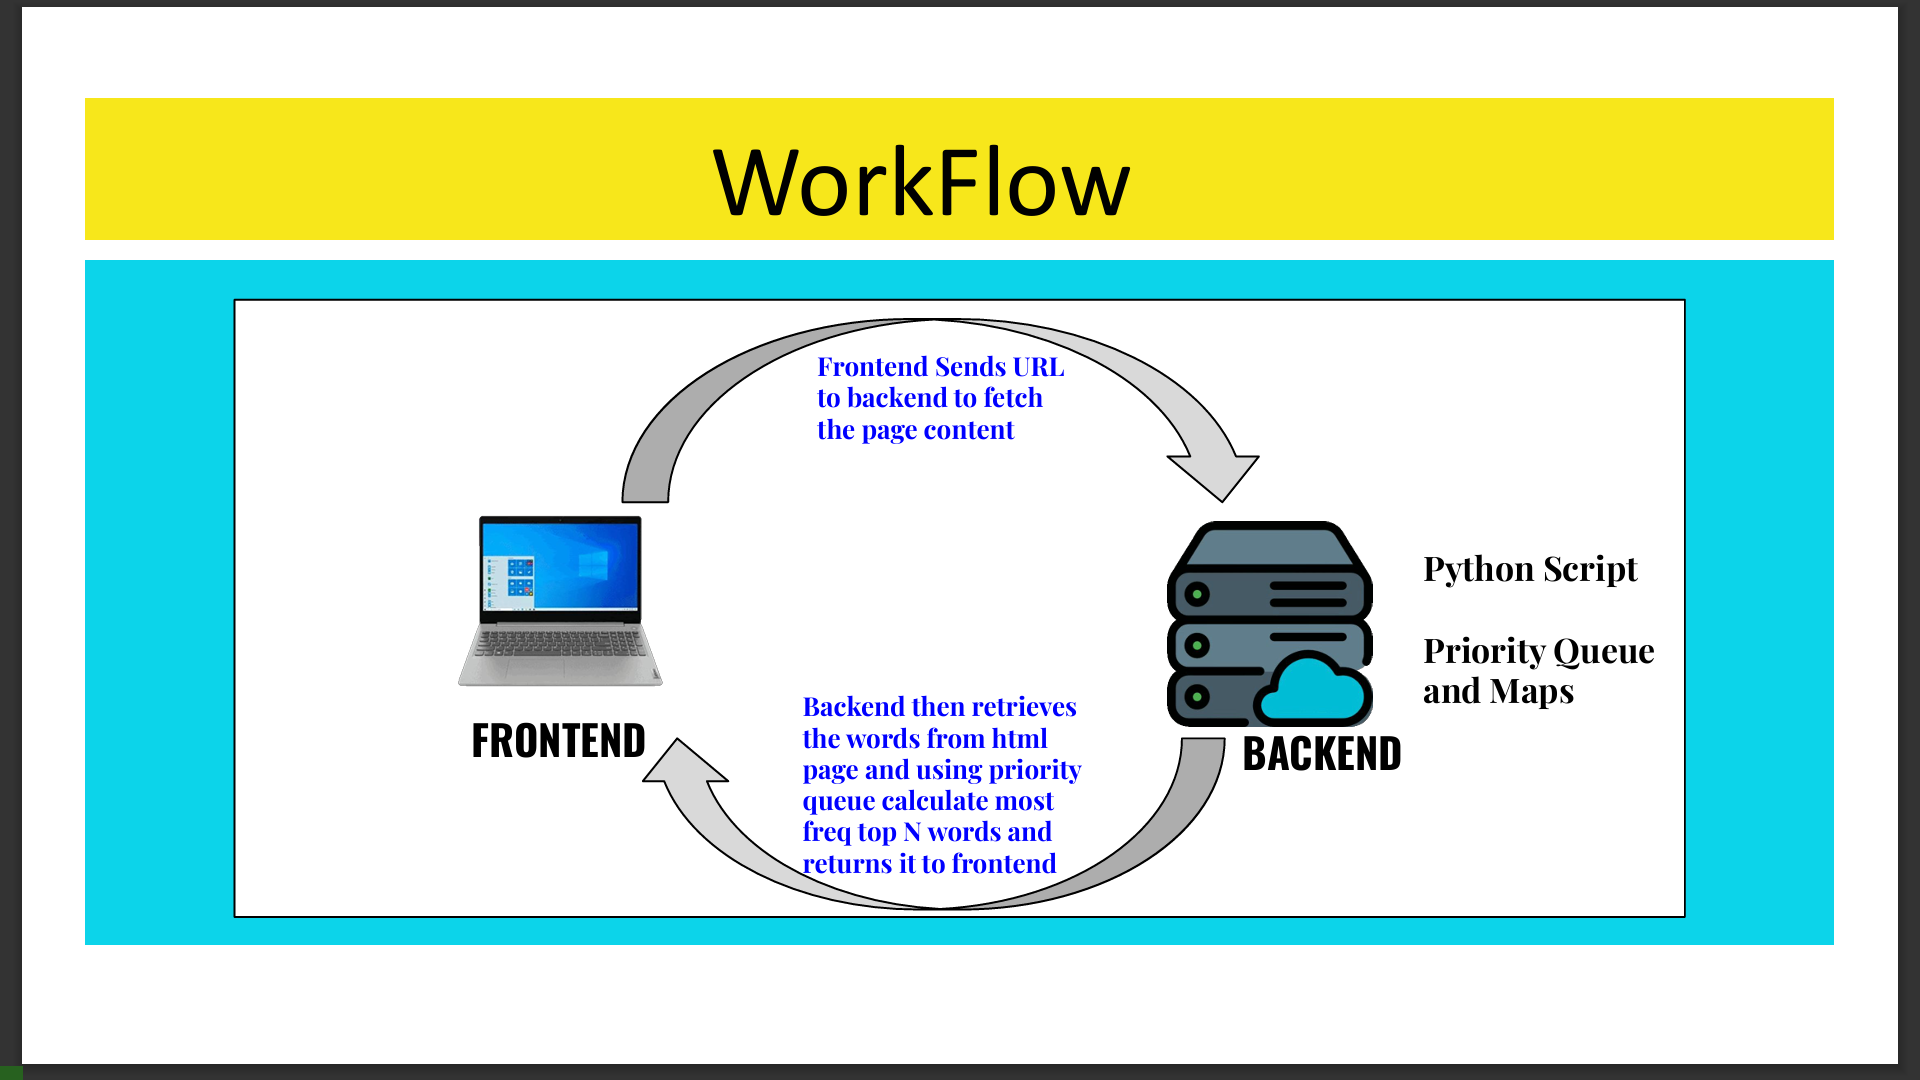 WorkFlow
Frontend Sends URL
to backend to fetch
the page content
Python Script
Priority Queue
and Maps
FRONTEND
BACKEND
Backend then retrieves
the words from html
page and using priority
queue calculate most
freq top N words and
returns it to frontend